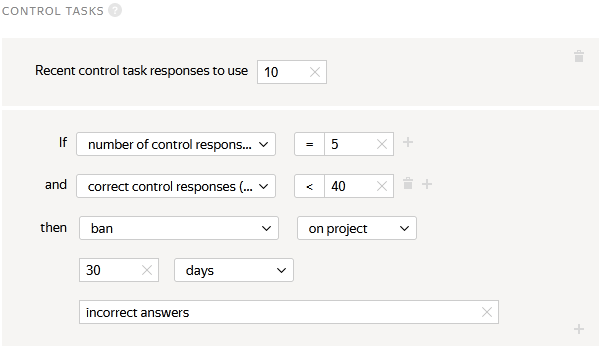 CONTROL TASKS ?
Recent control task responses to use 10
If number of control respons... = 5
and correct control responses (... < 40
then ban on project
30 days
incorrect answers